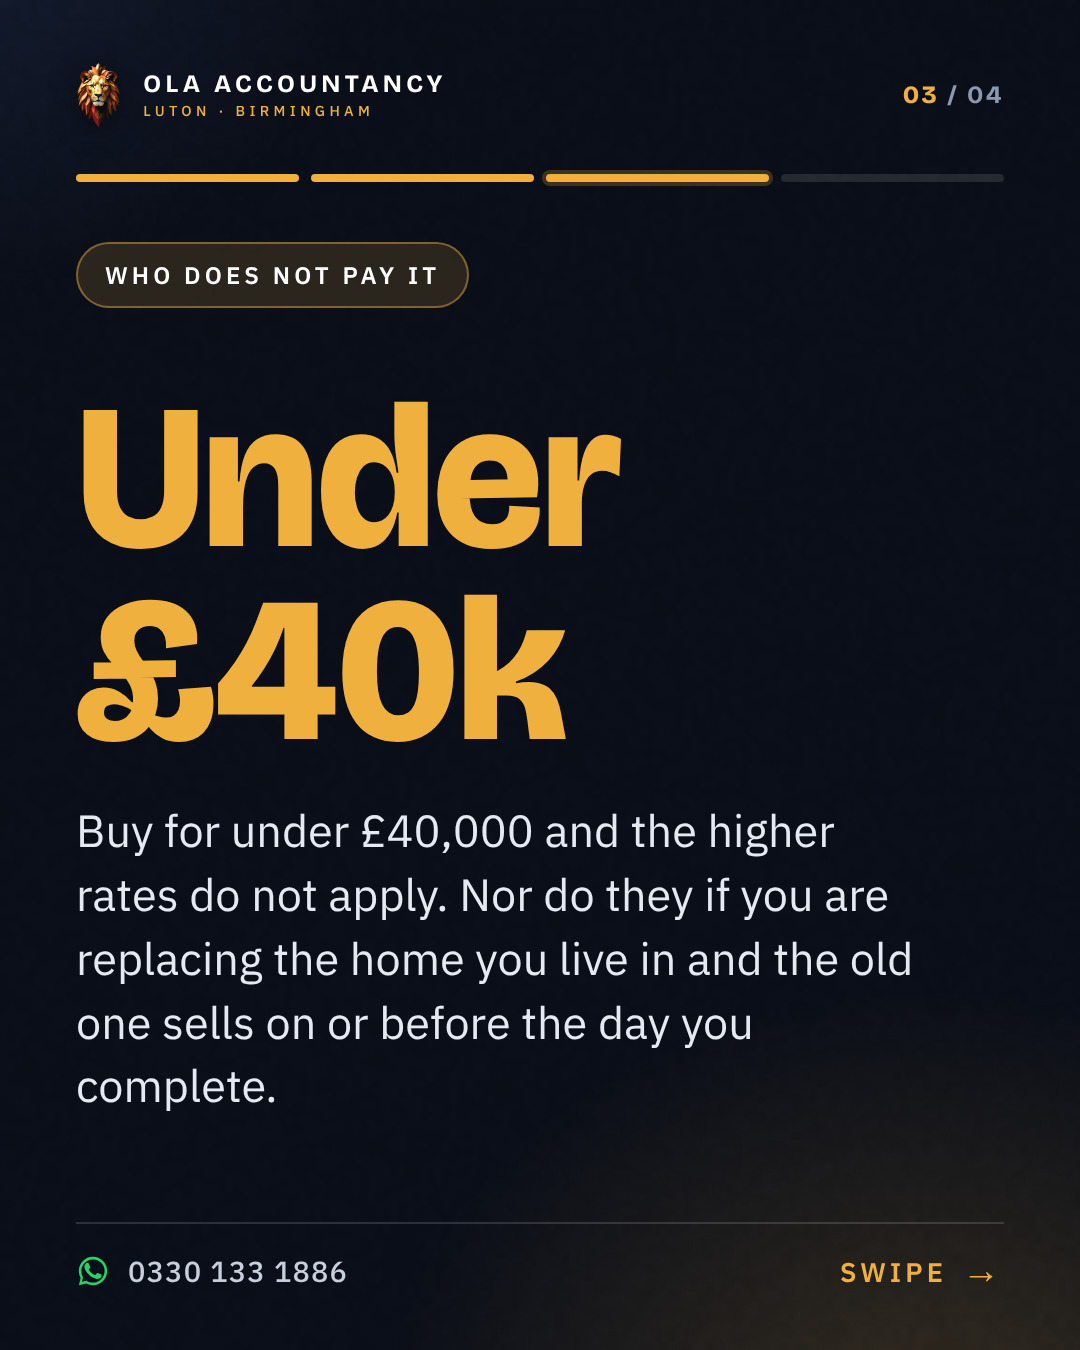 OLA ACCOUNTANCY
LUTON · BIRMINGHAM
03 / 04
WHO DOES NOT PAY IT
Under
£40k
Buy for under £40,000 and the higher
rates do not apply. Nor do they if you are
replacing the home you live in and the old
one sells on or before the day you
complete.
0330 133 1886
SWIPE →